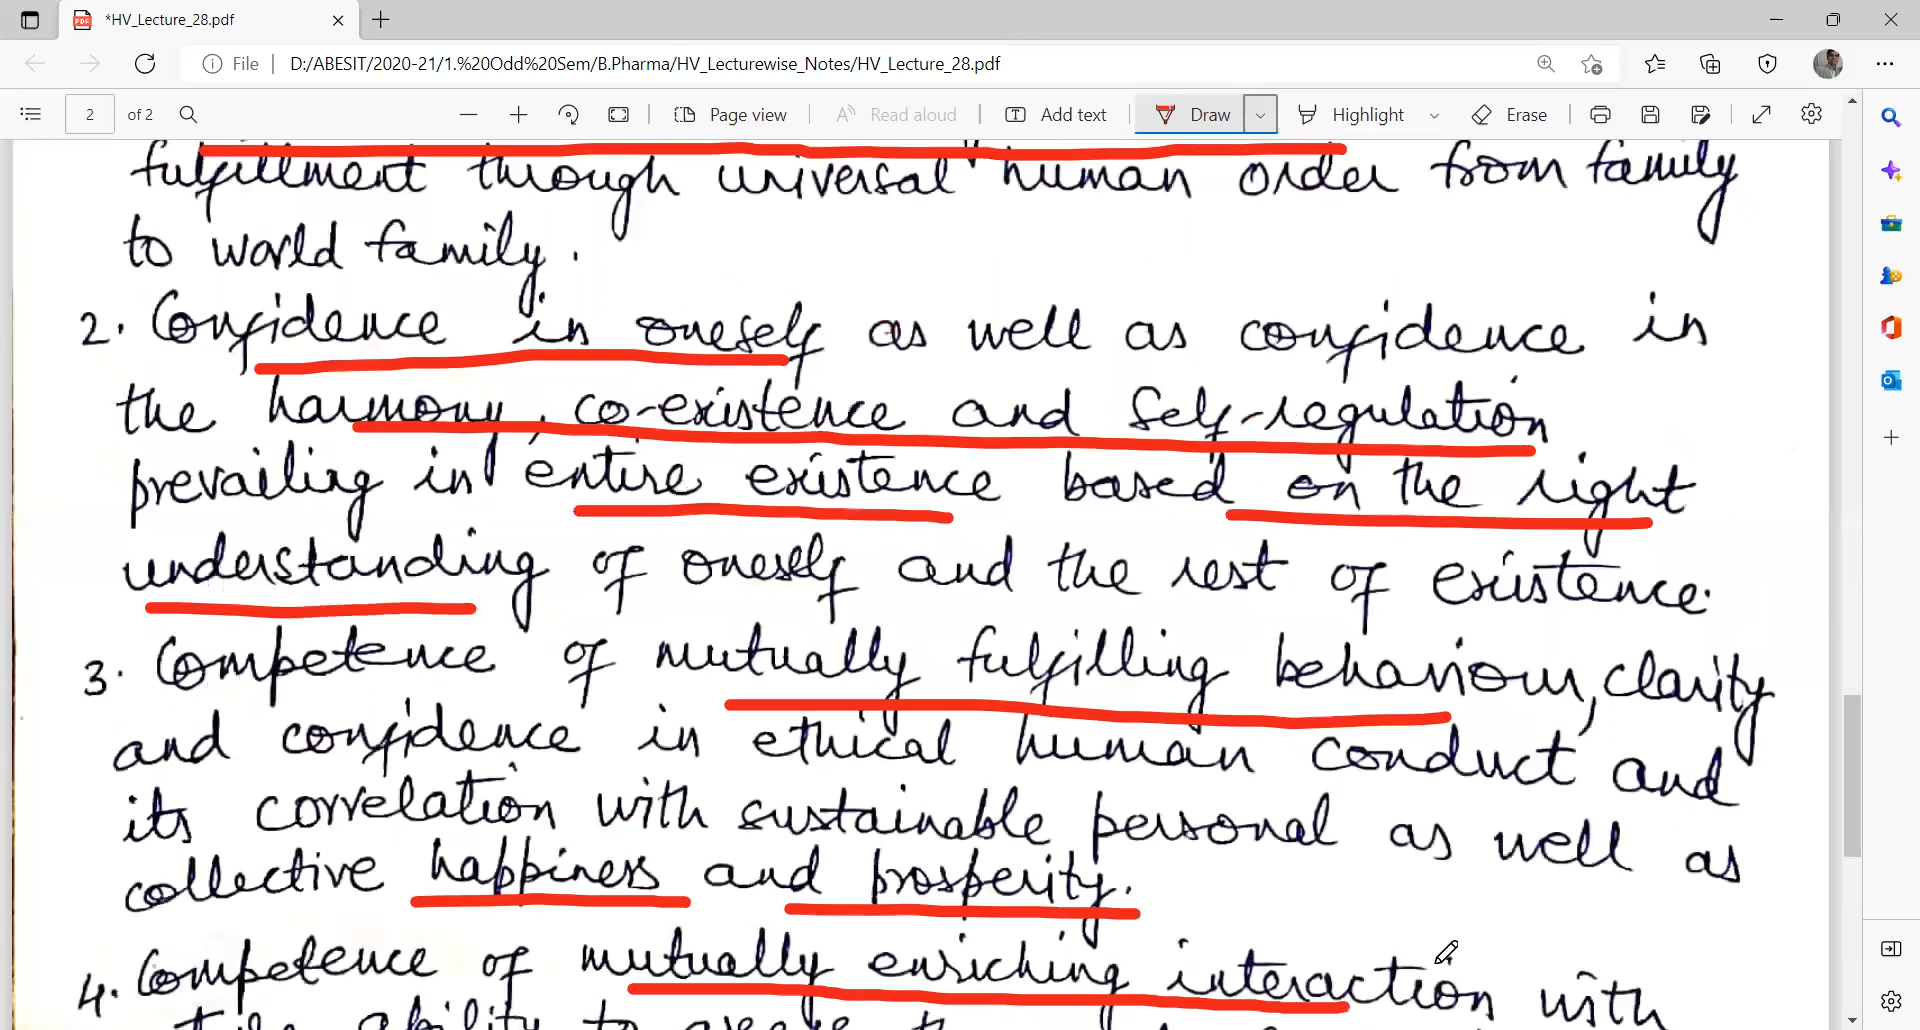 *HV_Lecture_28.pdf
File D:/ABESIT/2020-21/1.%20Odd%20Sem/B.Pharma/HV_Lecturewise_Notes/HV_Lecture_28.pdf
2 of 2 Page view Read aloud Add text Draw Highlight Erase
fulfillment through universal human order from family
to world family.
2. Confidence in oneself as well as confidence in
the harmony, co-existence and self-regulation
prevailing in entire existence based on the right
understanding of oneself and the rest of existence.
3. Competence of mutually fulfilling behaviour, clarity
and confidence in ethical human conduct and
its correlation with sustainable personal as well as
collective happiness and prosperity.
4. Competence of mutually enriching interaction with
ability to